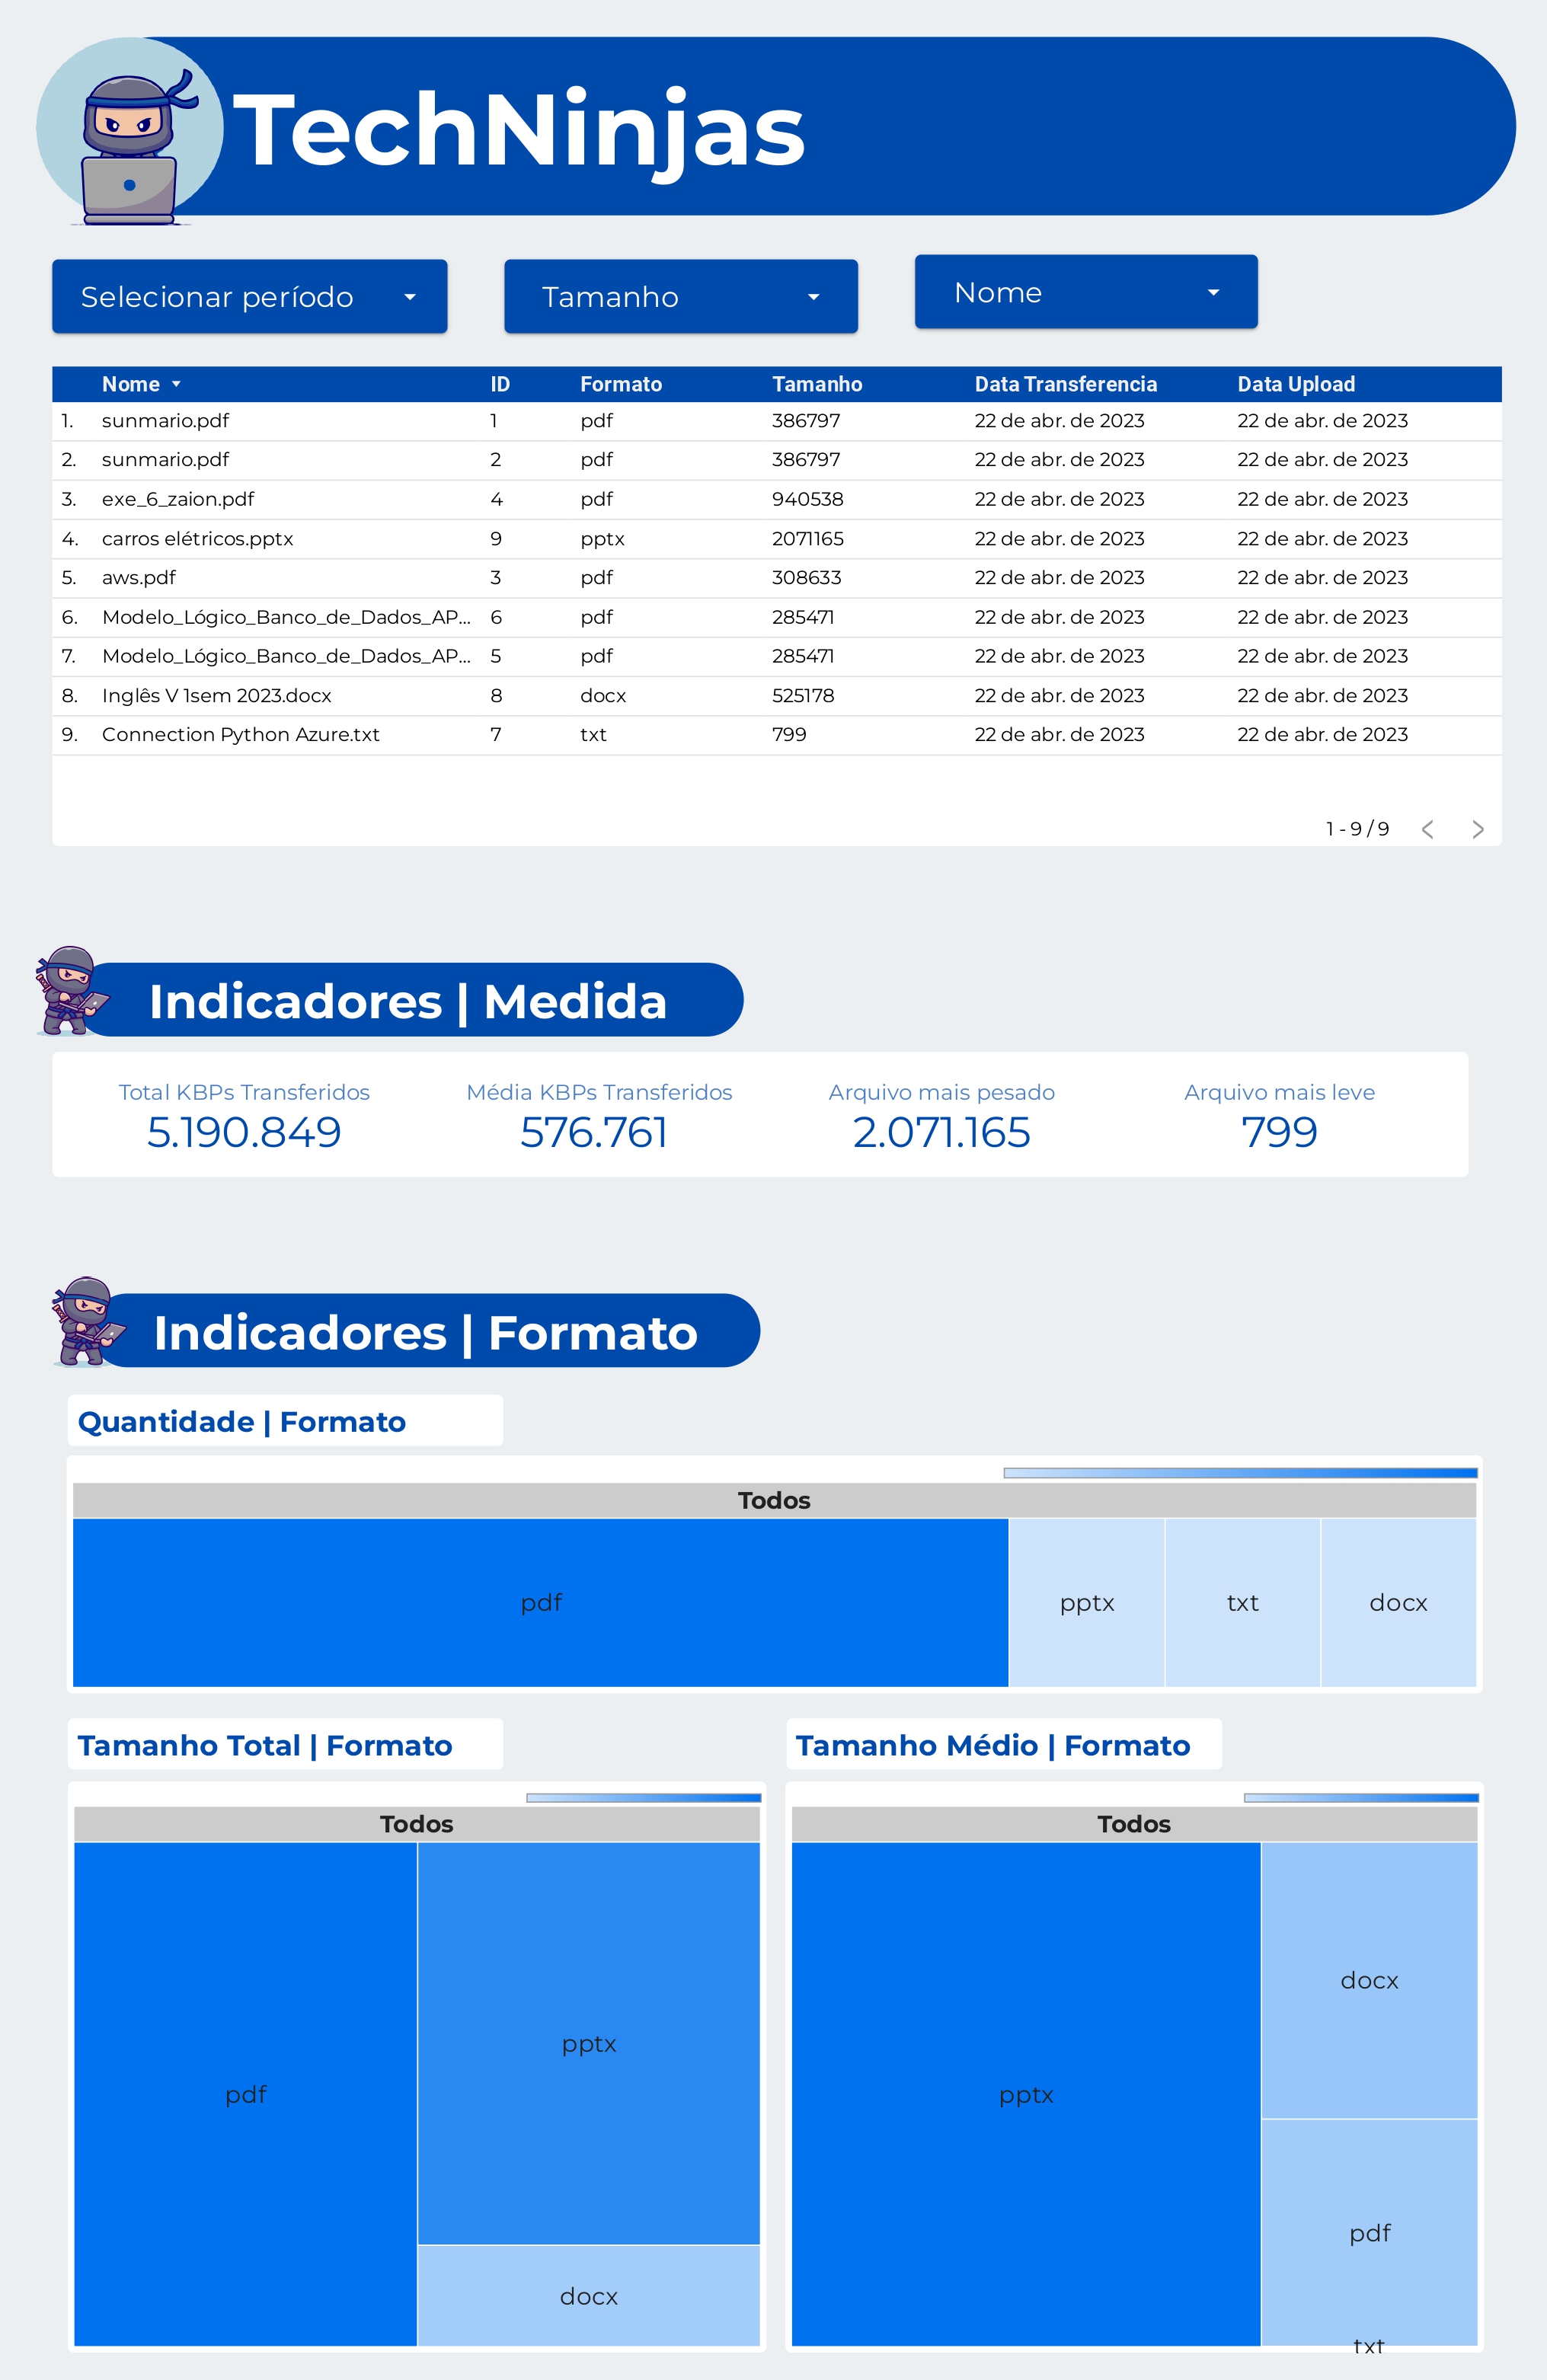 TechNinjas
Selecionar período Tamanho Nome
Nome ID Formato Tamanho Data Transferencia Data Upload
1. sunmario.pdf 1 pdf 386797 22 de abr. de 2023 22 de abr. de 2023
2. sunmario.pdf 2 pdf 386797 22 de abr. de 2023 22 de abr. de 2023
3. exe_6_zaion.pdf 4 pdf 940538 22 de abr. de 2023 22 de abr. de 2023
4. carros elétricos.pptx 9 pptx 2071165 22 de abr. de 2023 22 de abr. de 2023
5. aws.pdf 3 pdf 308633 22 de abr. de 2023 22 de abr. de 2023
6. Modelo_Lógico_Banco_de_Dados_AP... 6 pdf 285471 22 de abr. de 2023 22 de abr. de 2023
7. Modelo_Lógico_Banco_de_Dados_AP... 5 pdf 285471 22 de abr. de 2023 22 de abr. de 2023
8. Inglês V 1sem 2023.docx 8 docx 525178 22 de abr. de 2023 22 de abr. de 2023
9. Connection Python Azure.txt 7 txt 799 22 de abr. de 2023 22 de abr. de 2023
1 - 9 / 9 < >
Indicadores | Medida
Total KBPs Transferidos Média KBPs Transferidos Arquivo mais pesado Arquivo mais leve
5.190.849 576.761 2.071.165 799
Indicadores | Formato
Quantidade | Formato
Todos
pdf pptx txt docx
Tamanho Total | Formato
Todos
pdf
pptx
docx
Tamanho Médio | Formato
Todos
pptx
docx
pdf
txt